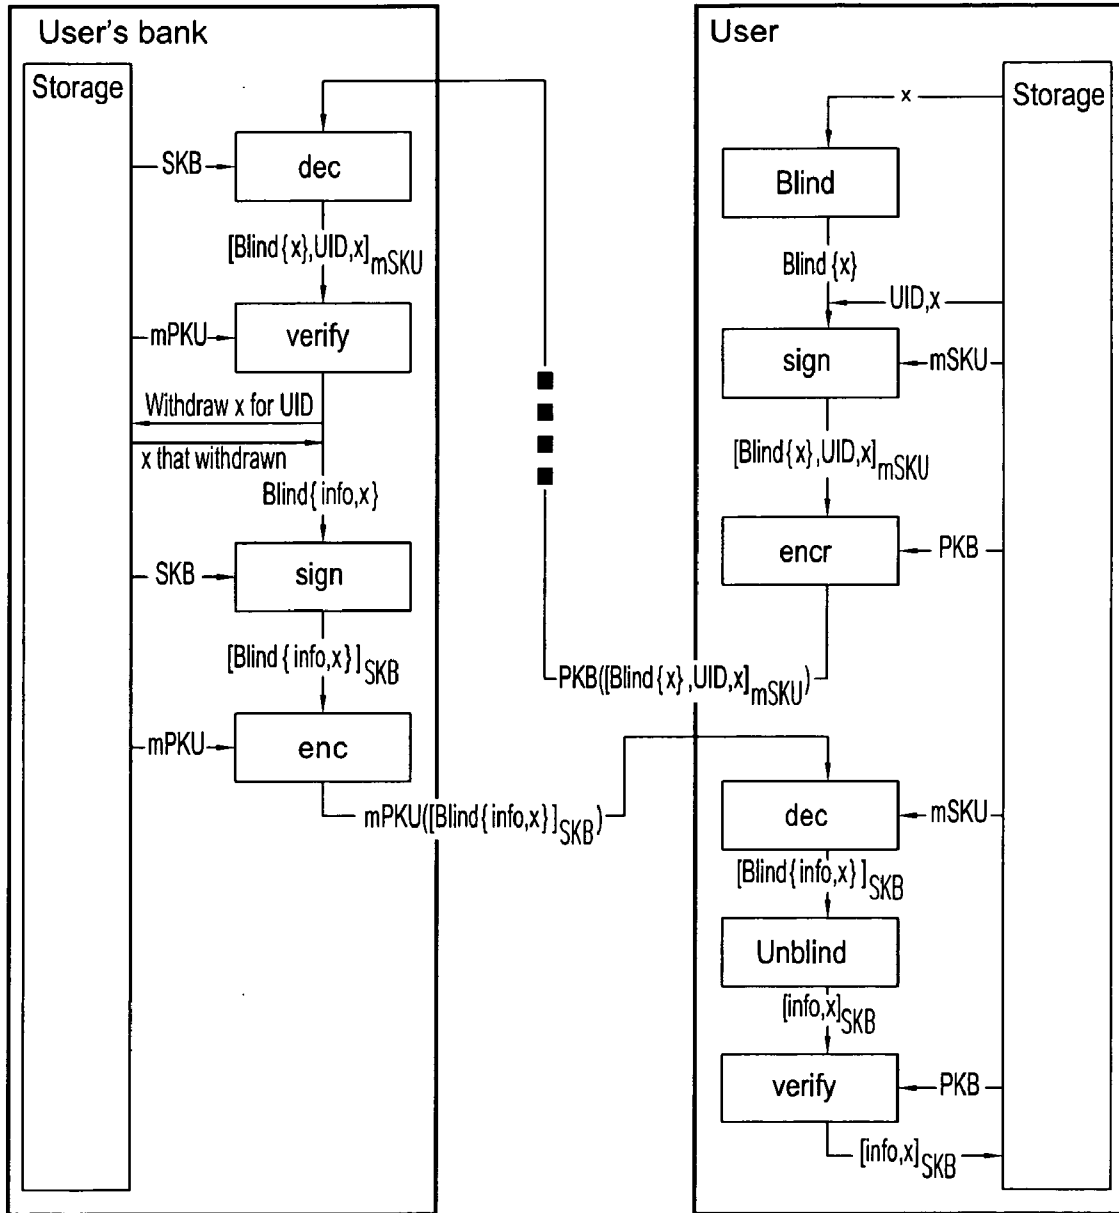 User's bank
Storage
SKB
dec
[Blind{x},UID,x]mSKU
mPKU
verify
Withdraw x for UID
x that withdrawn
Blind{info,x}
SKB
sign
[Blind{info,x}]SKB
mPKU
enc
mPKU([Blind{info,x}]SKB)
User
Storage
x
Blind
Blind{x}
UID,x
sign
mSKU
[Blind{x},UID,x]mSKU
encr
PKB
PKB([Blind{x},UID,x]mSKU)
dec
mSKU
[Blind{info,x}]SKB
Unblind
[info,x]SKB
verify
PKB
[info,x]SKB